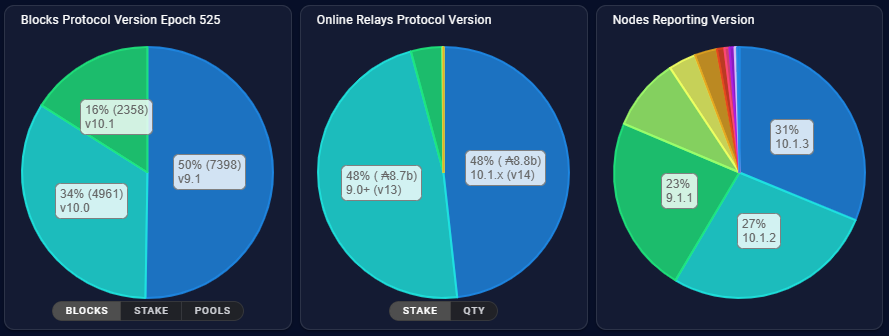 Blocks Protocol Version Epoch 525
16% (2358)
v10.1
50% (7398)
v9.1
34% (4961)
v10.0
BLOCKS STAKE POOLS
Online Relays Protocol Version
48% ( ₳8.8b)
10.1.x (v14)
48% ( ₳8.7b)
9.0+ (v13)
STAKE QTY
Nodes Reporting Version
31%
10.1.3
23%
9.1.1
27%
10.1.2